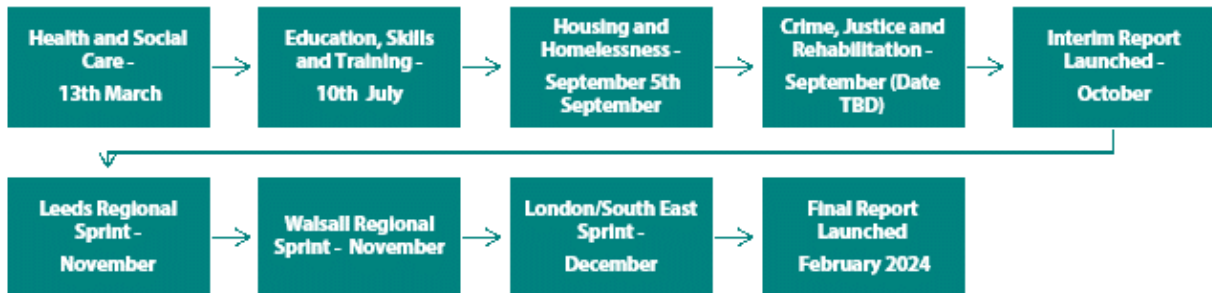 Health and Social
Care -
13th March
Education, Skills
and Training -
10th July
Housing and
Homelessness -
September 5th
September
Crime, Justice and
Rehabilitation -
September (Date
TBD)
Interim Report
Launched -
October
Leeds Regional
Sprint -
November
Walsall Regional
Sprint - November
London/South East
Sprint -
December
Final Report
Launched
February 2024